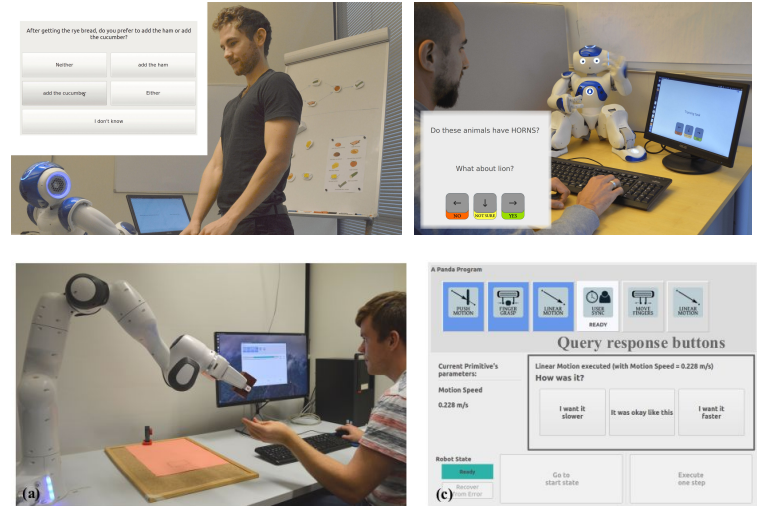 After getting the rye bread, do you prefer to add the ham or add
the cucumber?
Neither
add the ham
add the cucumber
Either
I don't know
Do these animals have HORNS?
What about lion?
← ↓ →
NO NOT SURE YES
A Panda Program
PUSH
MOTION
FINGER
GRASP
LINEAR
MOTION
USER
SYNC
MOVE
FINGERS
LINEAR
MOTION
READY
Query response buttons
Current Primitive's
parameters:
Motion Speed
0.228 m/s
Linear Motion executed (with Motion Speed = 0.228 m/s)
How was it?
I want it
slower
It was okay like this
I want it
faster
Robot State
Ready
Recover
From Error
Go to
start state
Execute
one step
(a)
(c)